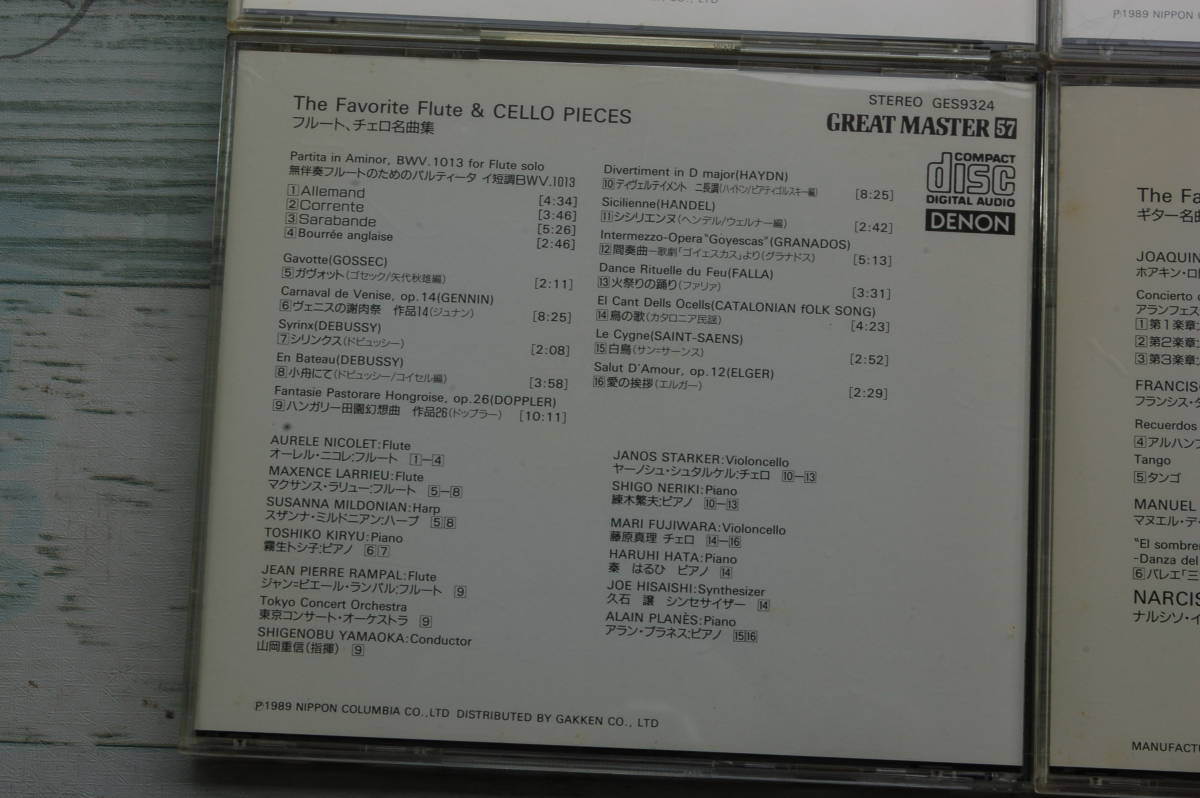 CO., LTD
P1989 NIPPON
The Favorite Flute & CELLO PIECES
フルート、チェロ名曲集
STEREO GES9324
GREAT MASTER 57
COMPACT
disc
DIGITAL AUDIO
DENON
Partita in Aminor, BWV.1013 for Flute solo
無伴奏フルートのためのパルティータ イ短調BWV.1013
1 Allemand [4:34]
2 Corrente [3:46]
3 Sarabande [5:26]
4 Bourrée anglaise [2:46]
Gavotte(GOSSEC)
5 ガヴォット(ゴセック/矢代秋雄編) [2:11]
Carnaval de Venise, op.14(GENNIN)
6 ヴェニスの謝肉祭 作品14(ジュナン) [8:25]
Syrinx(DEBUSSY)
7 シリンクス(ドビュッシー) [2:08]
En Bateau(DEBUSSY)
8 小舟にて(ドビュッシー/コイゼル編) [3:58]
Fantasie Pastorare Hongroise, op.26(DOPPLER)
9 ハンガリー田園幻想曲 作品26(ドップラー) [10:11]
Divertiment in D major(HAYDN)
10 ディヴェルテイメント ニ長調(ハイドン/ピアティゴルスキー編) [8:25]
Sicilienne(HANDEL)
11 シシリエンヌ(ヘンデル/ウェルナー編) [2:42]
Intermezzo-Opera"Goyescas"(GRANADOS)
12 間奏曲—歌劇「ゴイェスカス」より(グラナドス) [5:13]
Dance Rituelle du Feu(FALLA)
13 火祭りの踊り(ファリァ) [3:31]
El Cant Dells Ocells(CATALONIAN fOLK SONG)
14 鳥の歌(カタロニア民謡) [4:23]
Le Cygne(SAINT-SAENS)
15 白鳥(サン=サーンス) [2:52]
Salut D'Amour, op.12(ELGER)
16 愛の挨拶(エルガー) [2:29]
AURELE NICOLET:Flute
オーレル・ニコレ:フルート 1—4
MAXENCE LARRIEU:Flute
マクサンス・ラリュー:フルート 5—8
SUSANNA MILDONIAN:Harp
スザンナ・ミルドニアン:ハープ 5 8
TOSHIKO KIRYU:Piano
霧生トシ子:ピアノ 6 7
JEAN PIERRE RAMPAL:Flute
ジャン=ピエール・ランパル:フルート 9
Tokyo Concert Orchestra
東京コンサート・オーケストラ 9
SHIGENOBU YAMAOKA:Conductor
山岡重信(指揮) 9
JANOS STARKER:Violoncello
ヤーノシュ・シュタルケル:チェロ 10—13
SHIGO NERIKI:Piano
練木繁夫:ピアノ 10—13
MARI FUJIWARA:Violoncello
藤原真理 チェロ 14—16
HARUHI HATA:Piano
秦 はるひ ピアノ 14
JOE HISAISHI:Synthesizer
久石 譲 シンセサイザー 14
ALAIN PLANÈS:Piano
アラン・プラネス:ピアノ 15 16
P1989 NIPPON COLUMBIA CO.,LTD DISTRIBUTED BY GAKKEN CO., LTD
The Fa
ギター名曲
JOAQUIN
ホアキン・ロ
Concierto
アランフェス
1 第1楽章
2 第2楽章
3 第3楽章
FRANCIS
フランシス・タ
Recuerdos
4 アルハンブ
Tango
5 タンゴ
MANUEL
マヌエル・デ
"El sombre
-Danza del
6 バレエ「三
NARCIS
ナルシソ・イ
MANUFACT